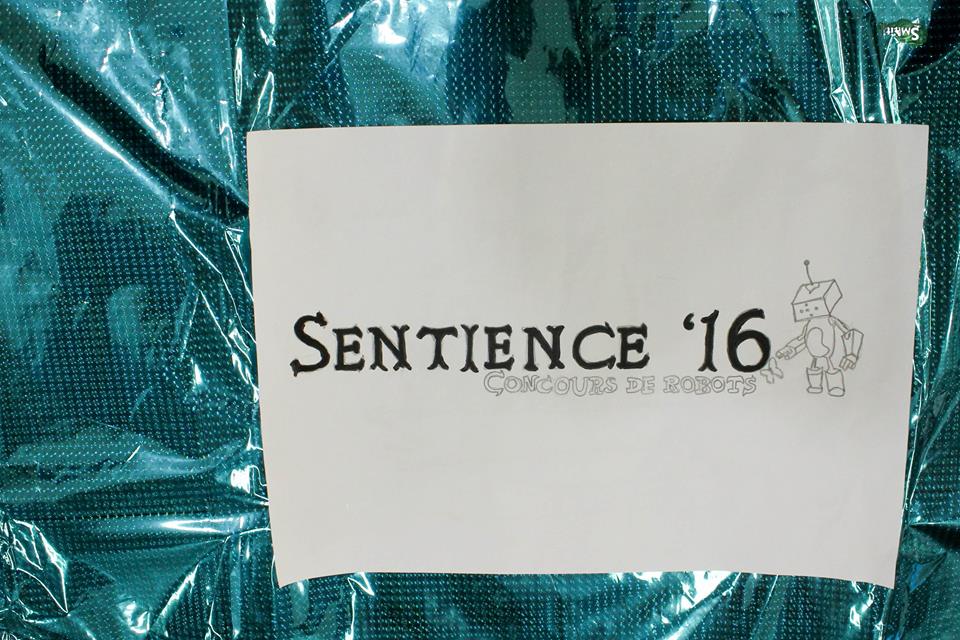 SENTIENCE ‘16
CONCOURS DE ROBOTS